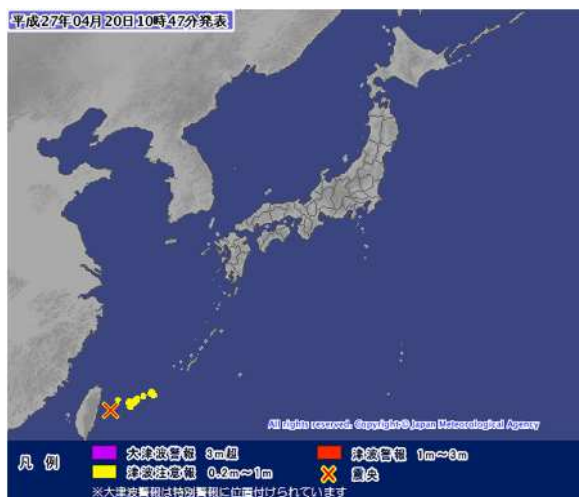 平成27年04月20日10時47分発表
All rights reserved. Copyright © Japan Meteorological Agency
凡 例
大津波警報 3m超
津波警報 1m～3m
津波注意報 0.2m～1m
震央
※大津波警報は特別警報に位置付けられています